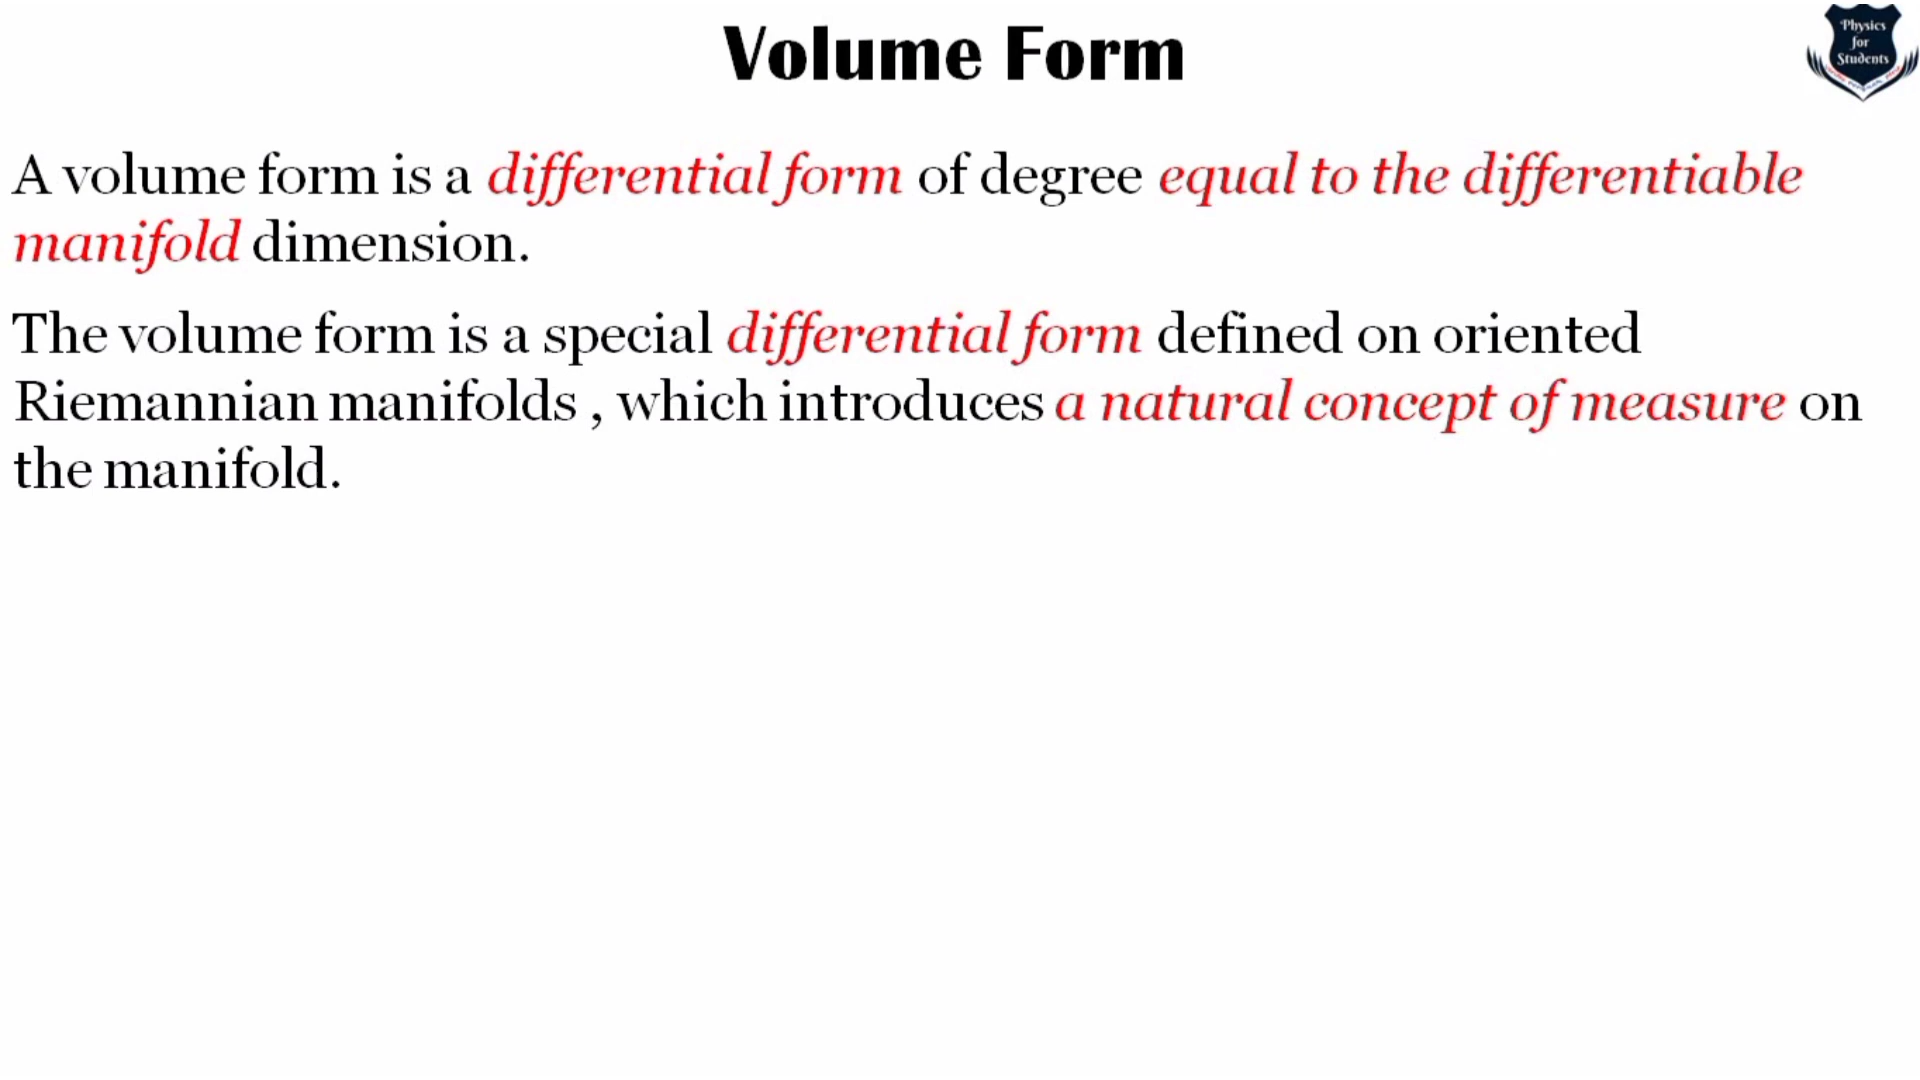 Volume Form
Physics
for
Students
A volume form is a differential form of degree equal to the differentiable
manifold dimension.
The volume form is a special differential form defined on oriented
Riemannian manifolds , which introduces a natural concept of measure on
the manifold.